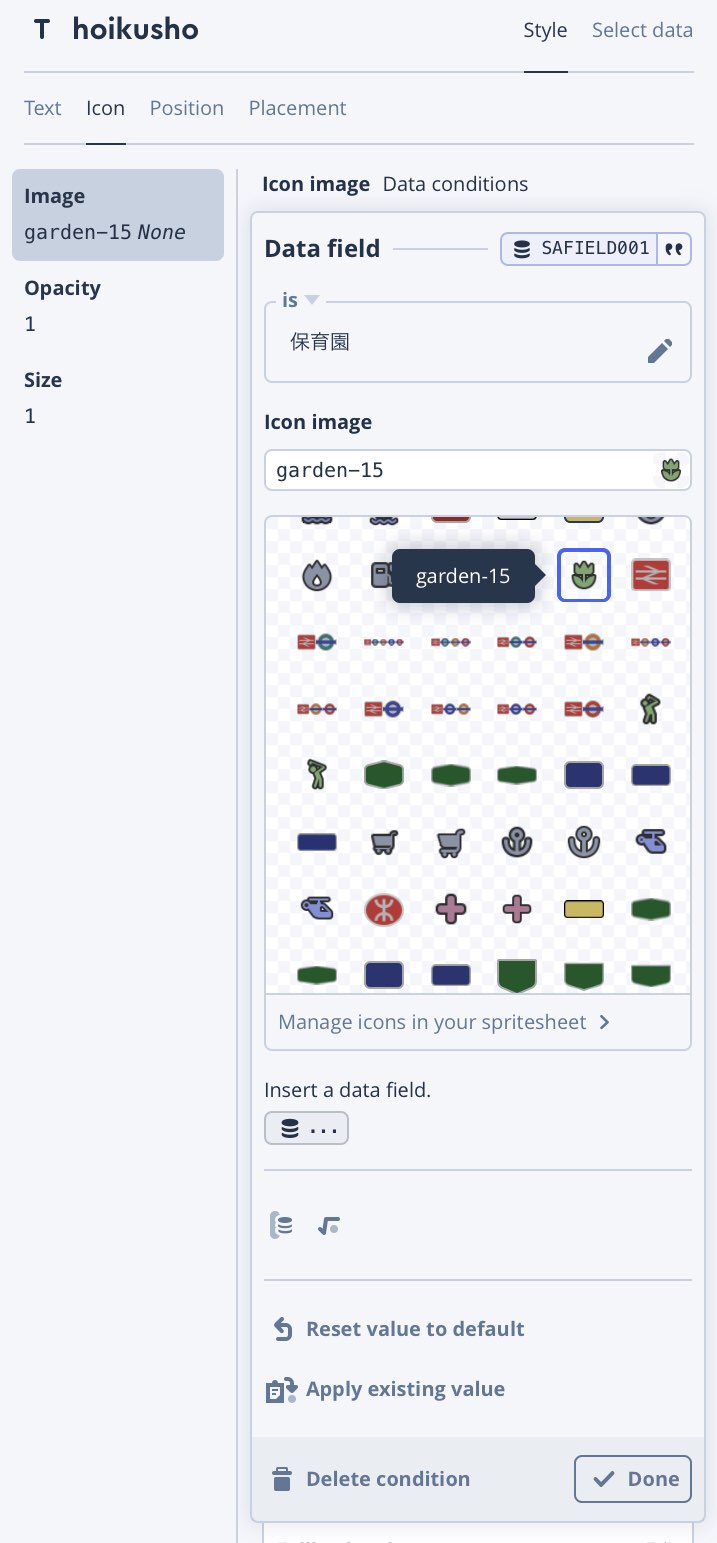 T hoikusho
Style Select data
Text Icon Position Placement
Image
garden-15 None
Opacity
1
Size
1
Icon image Data conditions
Data field
SAFIELD001
is
保育園
Icon image
garden-15
garden-15
Manage icons in your spritesheet
Insert a data field.
...
Reset value to default
Apply existing value
Delete condition
Done